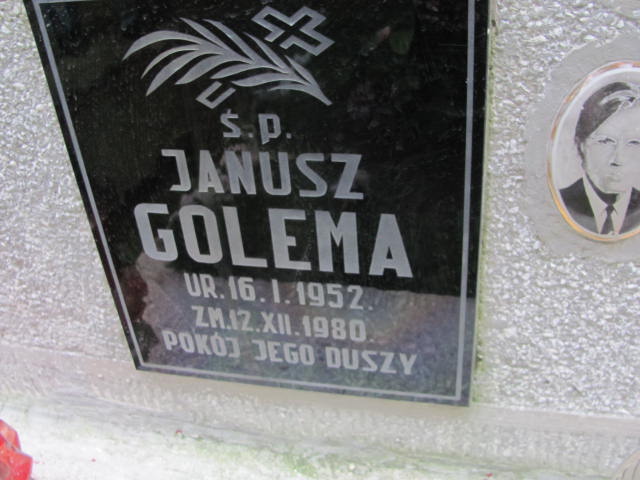 Ś.P.
JANUSZ
GOLEMA
UR.16.I.1952.
ZM.12.XII.1980.
POKÓJ JEGO DUSZY